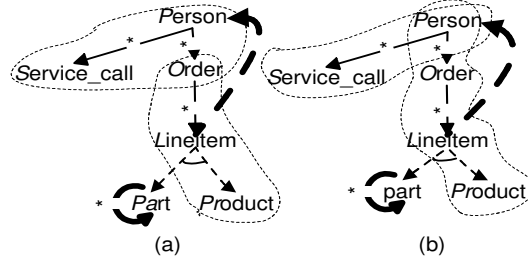 Person
*
*
Service_call
Order
*
LineItem
*
Part
Product
(a)
Person
*
*
Service_call
Order
*
LineItem
*
part
Product
(b)